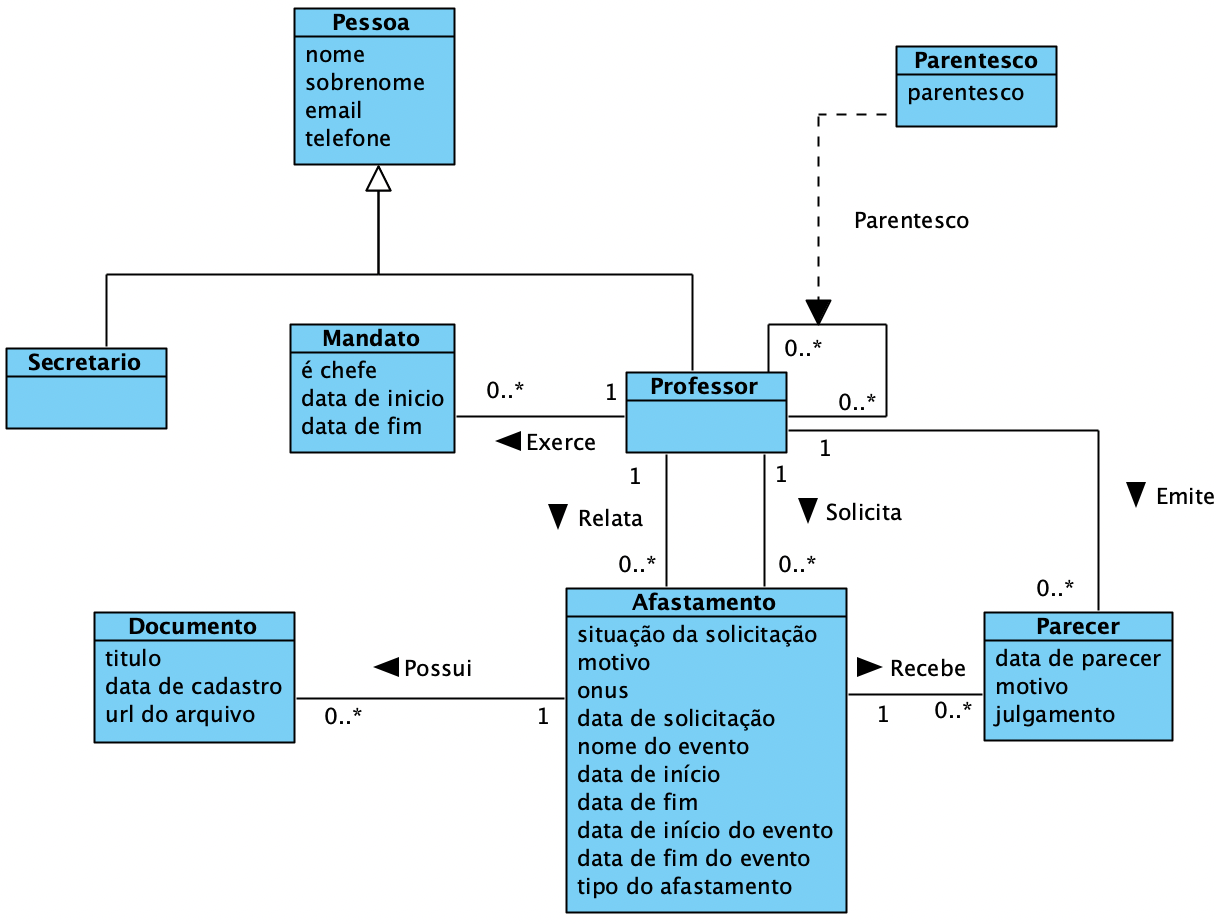 Pessoa
nome
sobrenome
email
telefone
Parentesco
parentesco
Parentesco
Secretario
Mandato
é chefe
data de inicio
data de fim
0..*
1
Exerce
Professor
0..*
0..*
1
Emite
0..*
1
Relata
0..*
1
Solicita
0..*
Documento
titulo
data de cadastro
url do arquivo
Possui
0..*
1
Afastamento
situação da solicitação
motivo
onus
data de solicitação
nome do evento
data de início
data de fim
data de início do evento
data de fim do evento
tipo do afastamento
Recebe
1
0..*
Parecer
data de parecer
motivo
julgamento